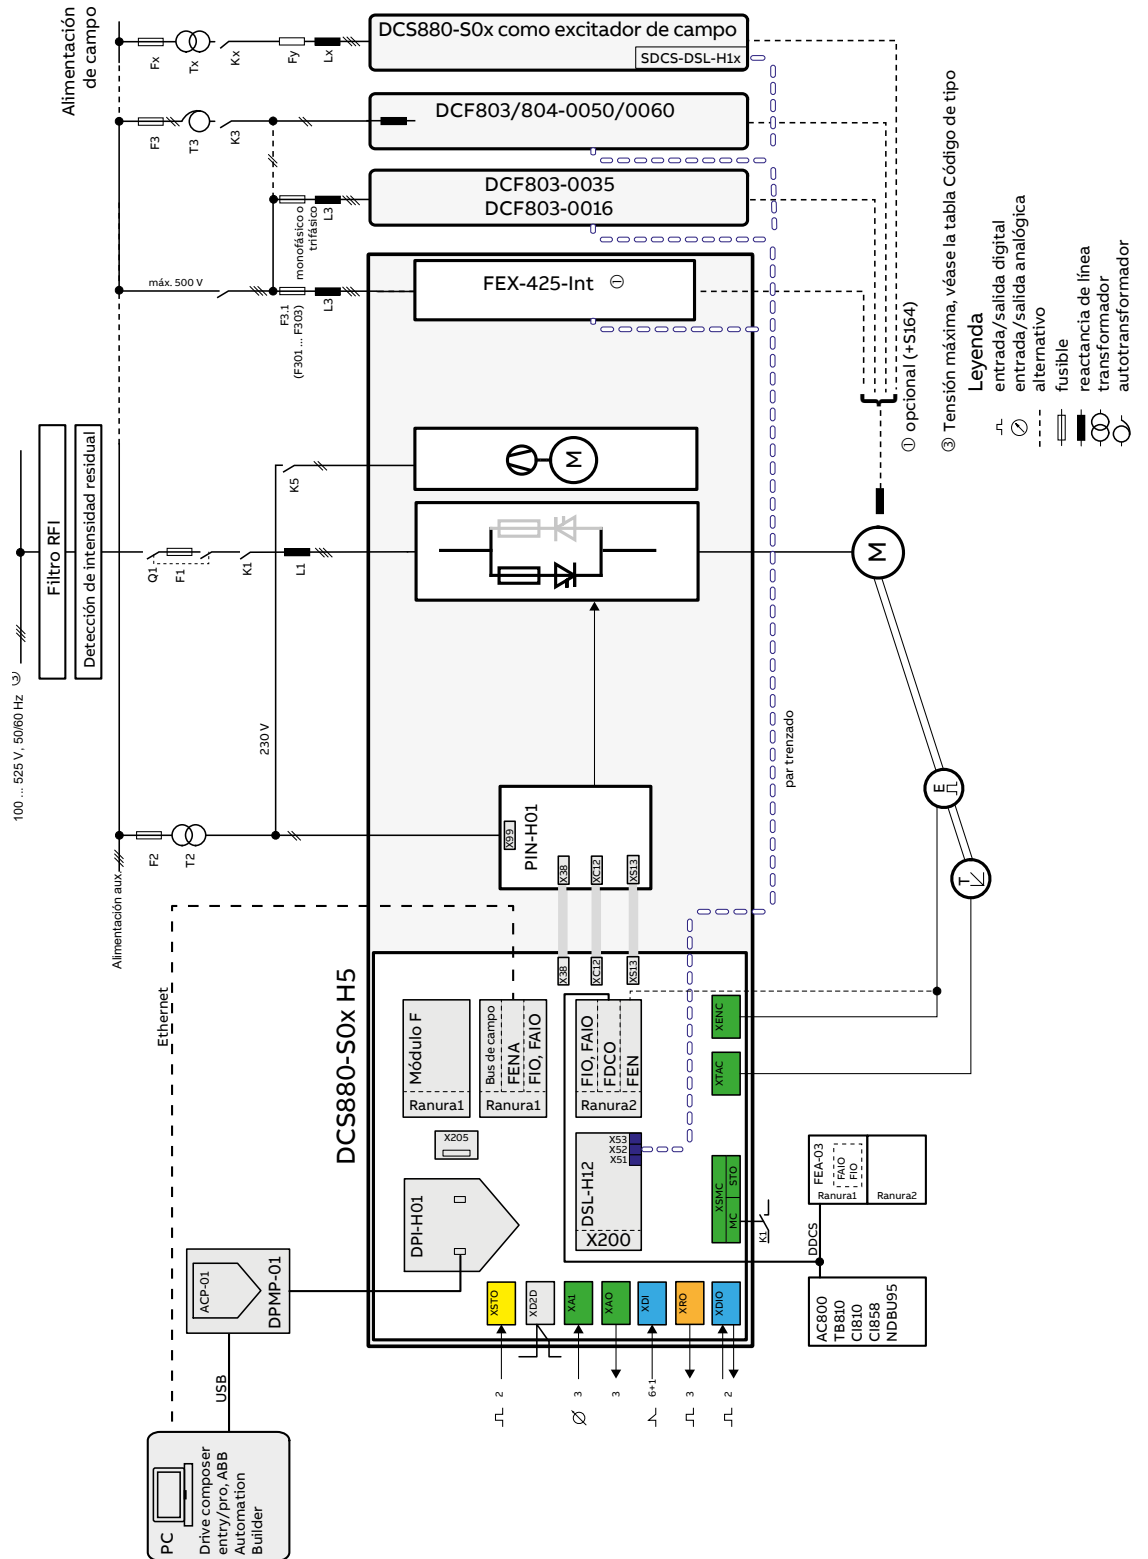 Alimentación
de campo
Fx
Tx
Kx
Fy
Lx
DCS880-S0x como excitador de campo
SDCS-DSL-H1x
F3
T3
K3
DCF803/804-0050/0060
monofásico o
trifásico
L3
DCF803-0035
DCF803-0016
máx. 500 V
F3.1
(F301 ... F303)
L3
FEX-425-Int ①
① opcional (+S164)
③ Tensión máxima, véase la tabla Código de tipo
Leyenda
entrada/salida digital
entrada/salida analógica
alternativo
fusible
reactancia de línea
transformador
autotransformador
100 ... 525 V, 50/60 Hz
Filtro RFI
Detección de intensidad residual
K5
M
Q1
F1
K1
L1
M
230 V
par trenzado
Alimentación aux.
F2
T2
X99
PIN-H01
X38
XC12
XS13
E
T
Ethernet
DCS880-S0x H5
X38
XC12
XS13
Módulo F
Ranura1
Bus de campo
FENA
FIO, FAIO
Ranura1
FIO, FAIO
FDCO
FEN
Ranura2
XENC
XTAC
X205
DPI-H01
DSL-H12
X200
X53
X52
X51
XSMC
MC
STO
K1
FEA-03
FAIO
FIO
Ranura1
Ranura2
DDCS
AC800
TB810
CI810
CI858
NDBU95
ACP-01
DPMP-01
USB
XSTO
XD2D
XA1
XAO
XDI
XRO
XDIO
2
3
3
6+1
3
2
PC
Drive composer
entry/pro, ABB
Automation
Builder